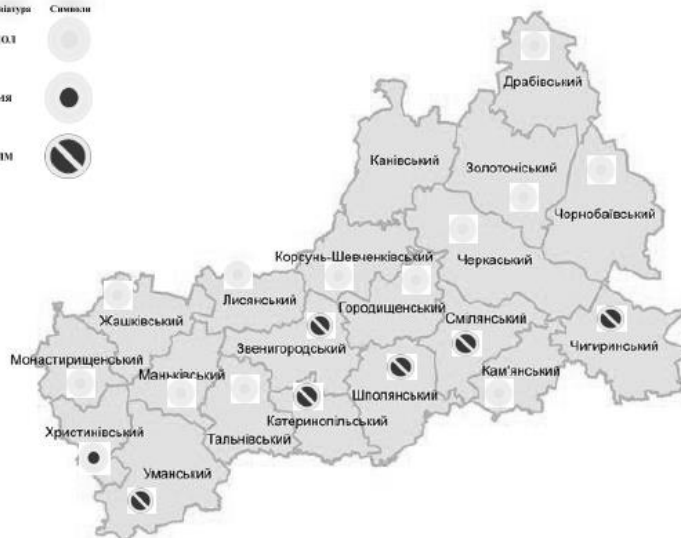 Символи
Драбівський
Канівський
Золотоніський
Чорнобаївський
Корсунь-Шевченківський
Черкаський
Лисянський
Городищенський
Жашківський
Смілянський
Звенигородський
Чигиринський
Монастирищенський
Маньківський
Кам'янський
Шполянський
Христинівський
Катеринопільський
Тальнівський
Уманський